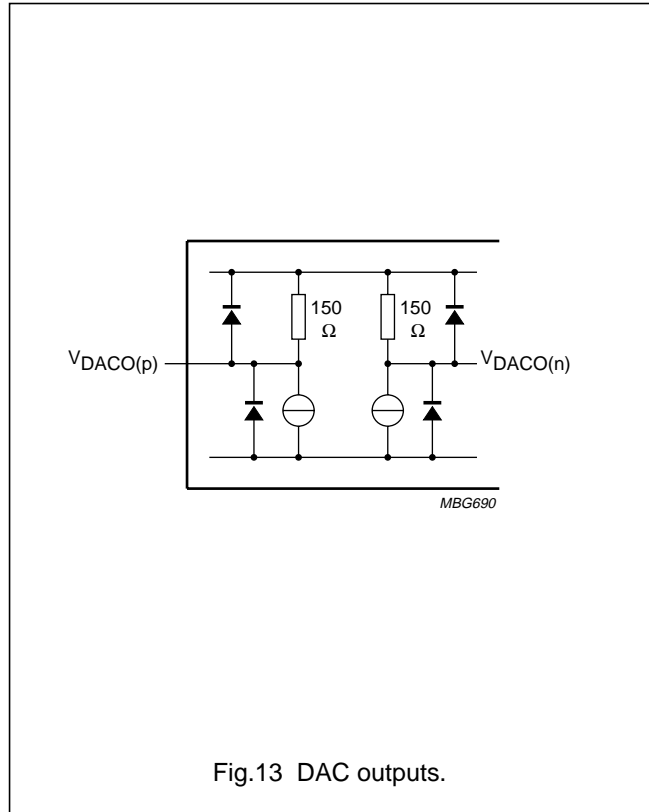 150
Ω
150
Ω
VDACO(p)
VDACO(n)
MBG690
Fig.13 DAC outputs.